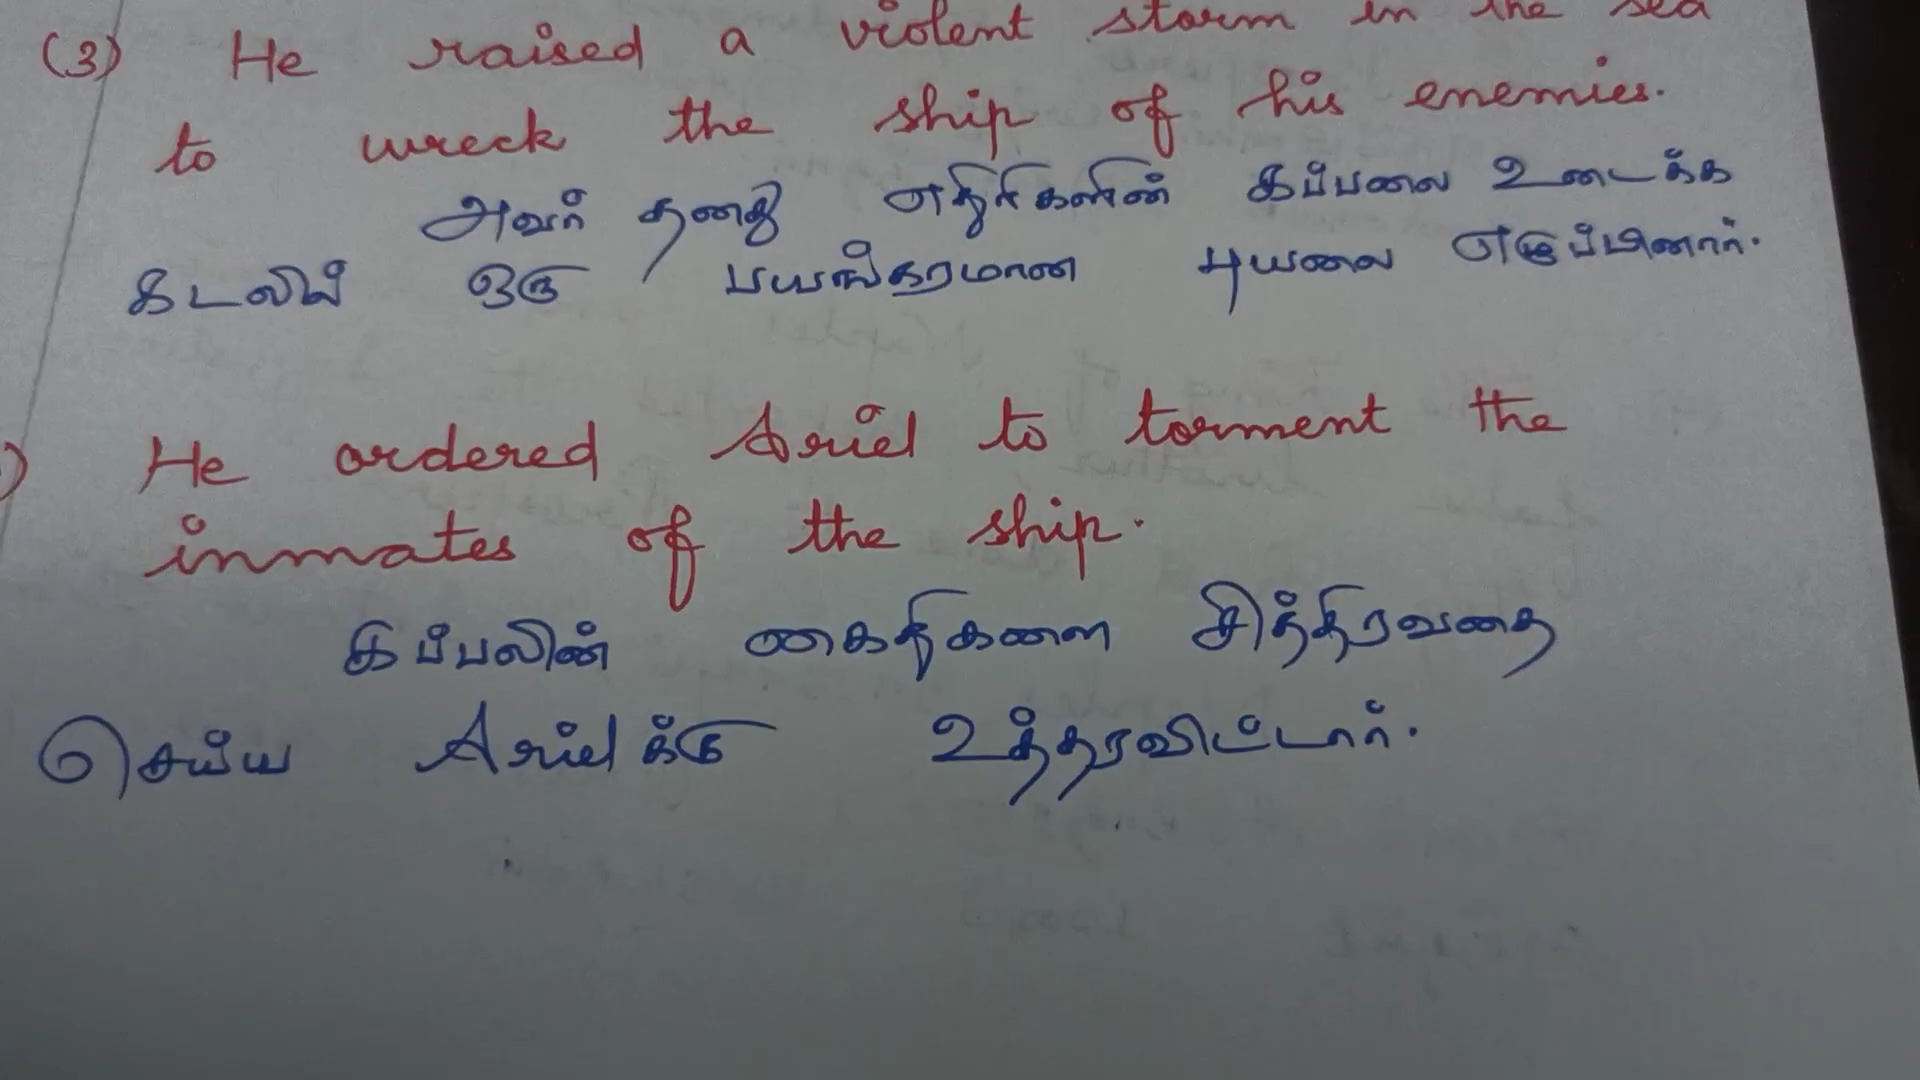 (3) He raised a violent storm in the sea
to wreck the ship of his enemies.
அவர் தனது எதிரிகளின் கப்பலை உடைக்க
கடலில் ஒரு பயங்கரமான புயலை எழுப்பினார்.
) He ordered Ariel to torment the
inmates of the ship.
கப்பலின் கைதிகளை சித்திரவதை
செய்ய Arielக்கு உத்தரவிட்டார்.